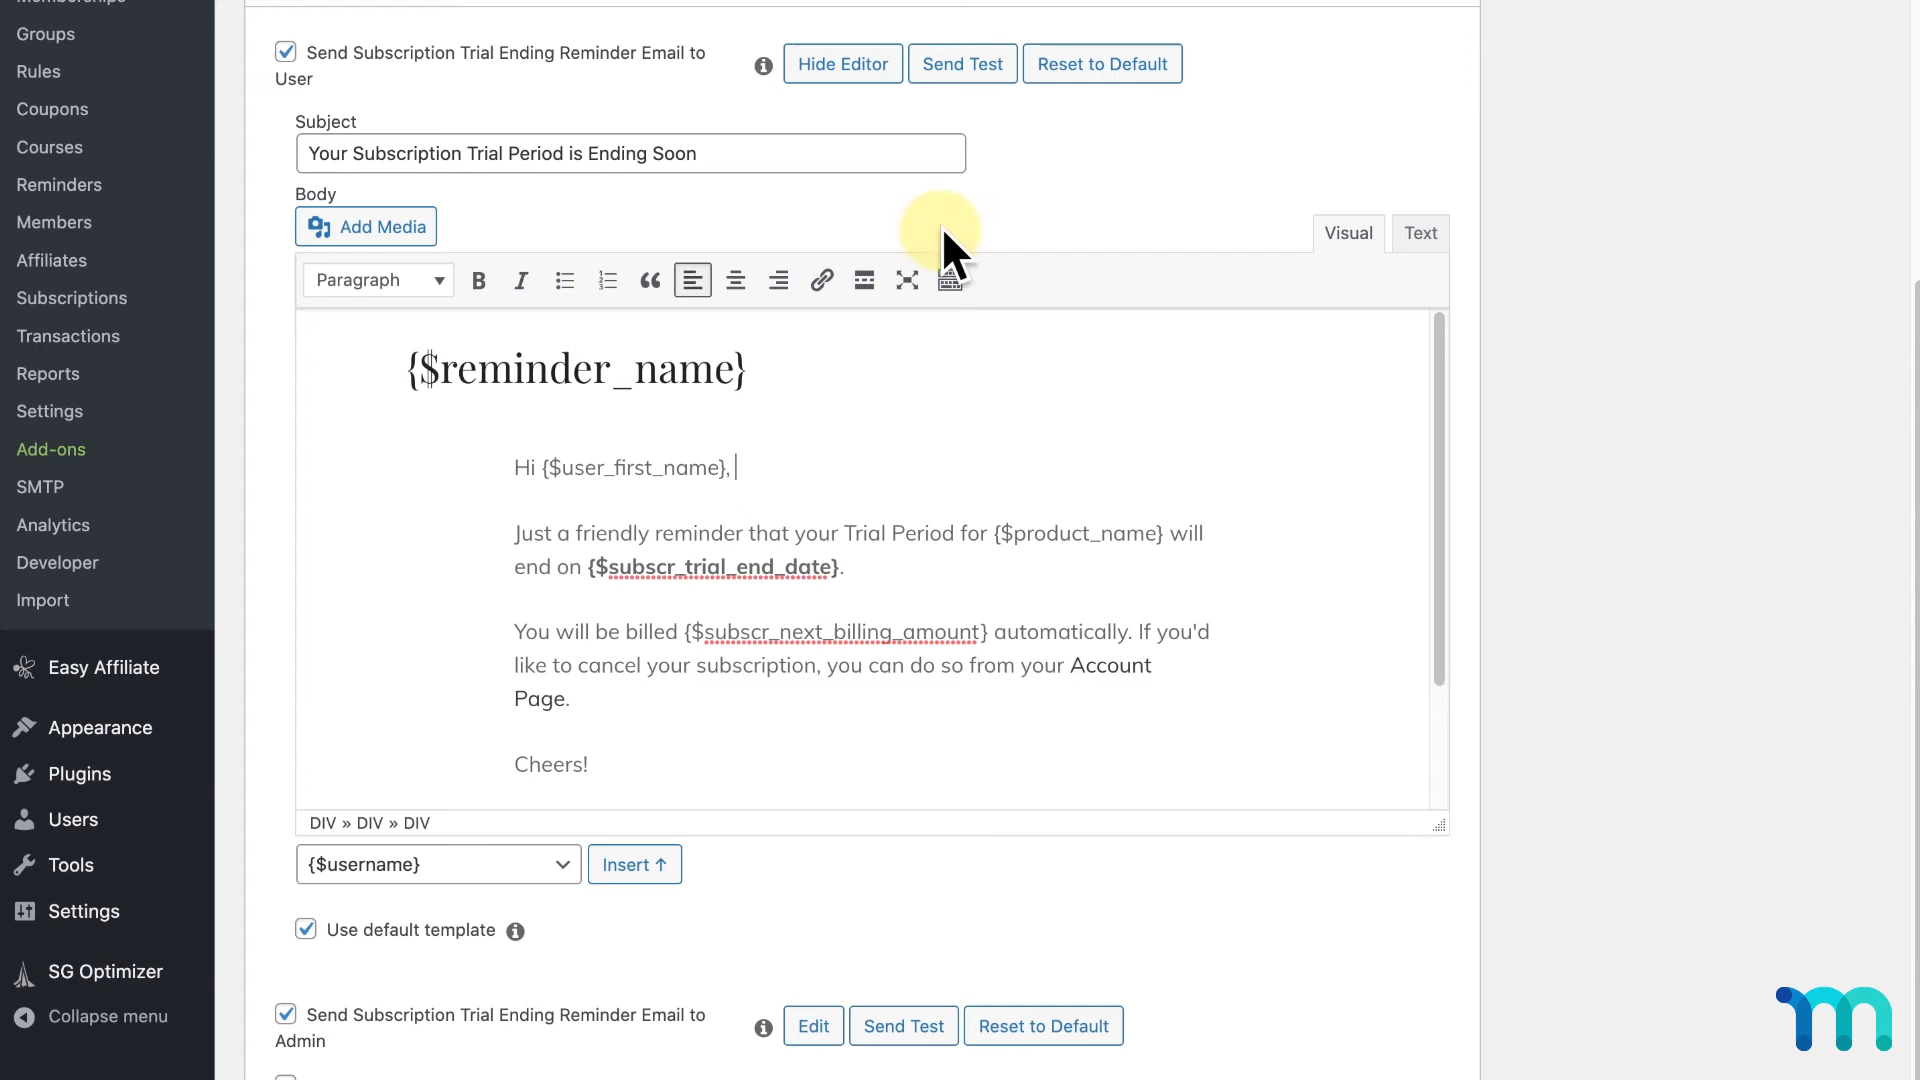 Groups
Rules
Coupons
Courses
Reminders
Members
Affiliates
Subscriptions
Transactions
Reports
Settings
Add-ons
SMTP
Analytics
Developer
Import
Easy Affiliate
Appearance
Plugins
Users
Tools
Settings
SG Optimizer
Collapse menu
Send Subscription Trial Ending Reminder Email to
User
Hide Editor
Send Test
Reset to Default
Subject
Your Subscription Trial Period is Ending Soon
Body
Add Media
Visual
Text
Paragraph
{$reminder_name}
Hi {$user_first_name},
Just a friendly reminder that your Trial Period for {$product_name} will
end on {$subscr_trial_end_date}.
You will be billed {$subscr_next_billing_amount} automatically. If you'd
like to cancel your subscription, you can do so from your Account
Page.
Cheers!
DIV » DIV » DIV
{$username}
Insert ↑
Use default template
Send Subscription Trial Ending Reminder Email to
Admin
Edit
Send Test
Reset to Default